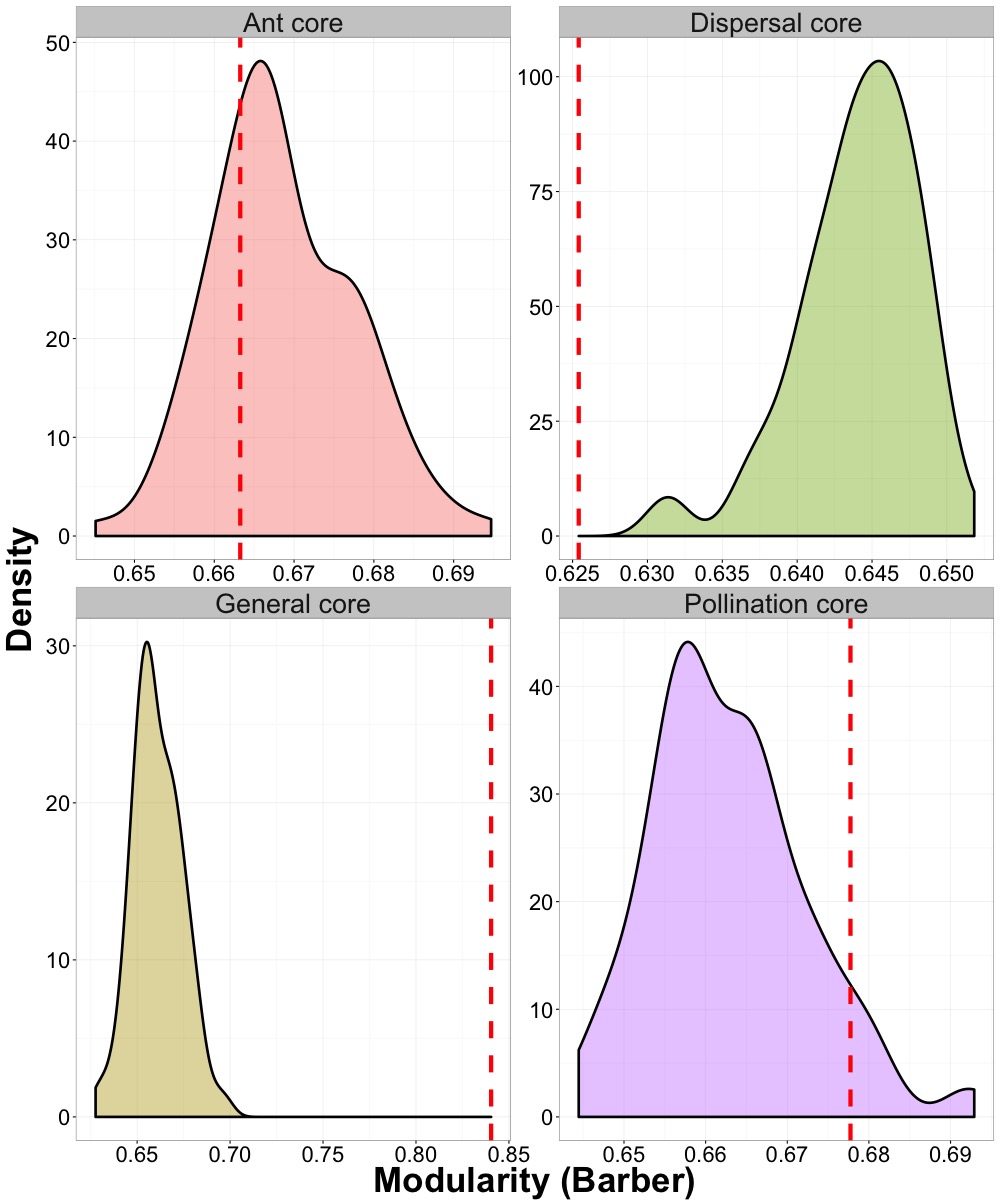 Ant core
Dispersal core
50
40
30
20
10
0
100
75
50
25
0
0.65 0.66 0.67 0.68 0.69
0.625 0.630 0.635 0.640 0.645 0.650
Density
General core
Pollination core
30
20
10
0
40
30
20
10
0
0.65 0.70 0.75 0.80 0.85
0.65 0.66 0.67 0.68 0.69
Modularity (Barber)